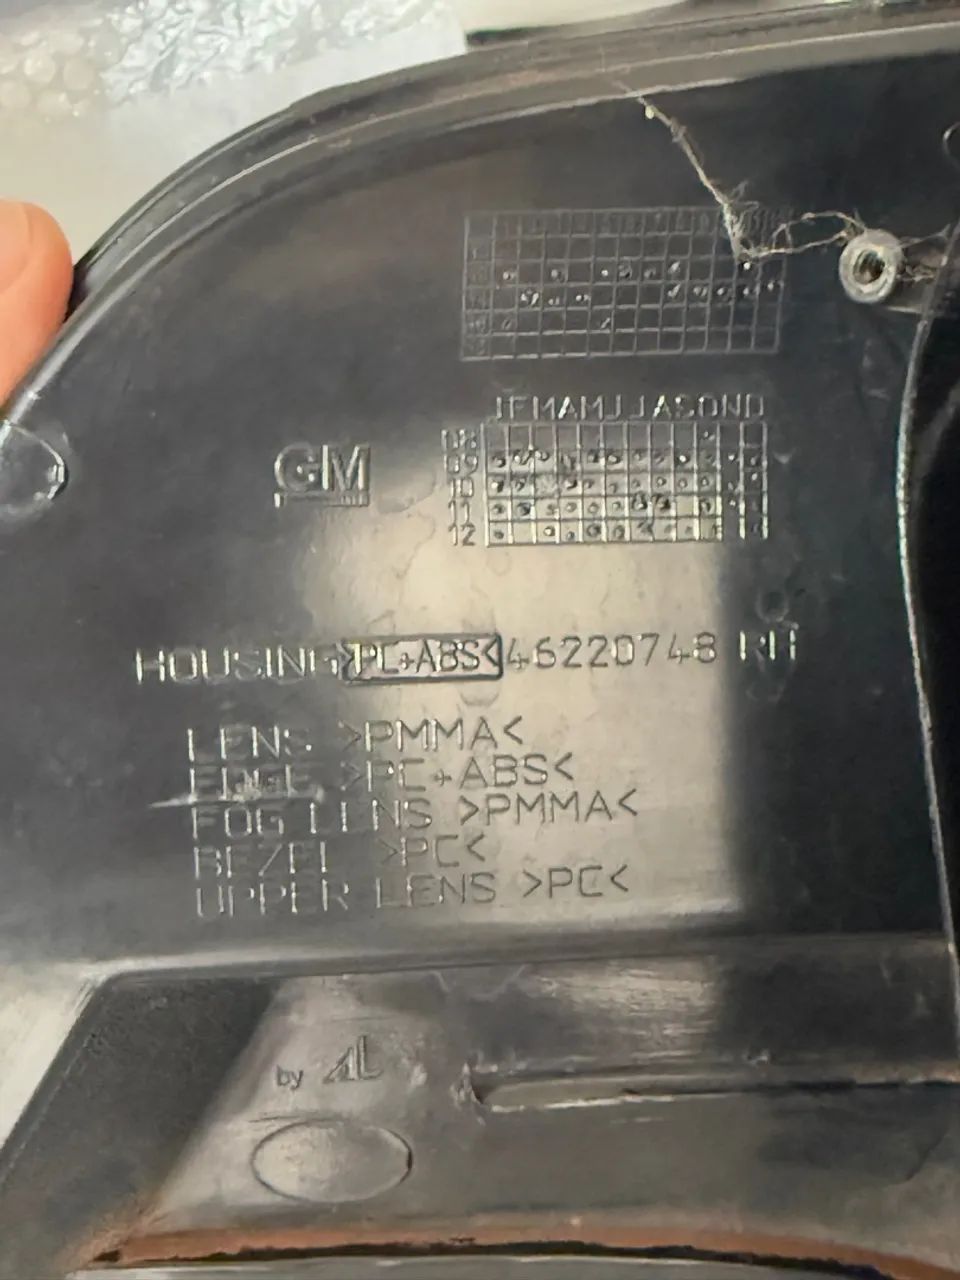 JFMAMJJASOND
08
09
10
11
12
GM
HOUSING >PC+ABS< 46220748 RH
LENS >PMMA<
EDGE >PC+ABS<
FOG LENS >PMMA<
BEZEL >PC<
UPPER LENS >PC<
by AL